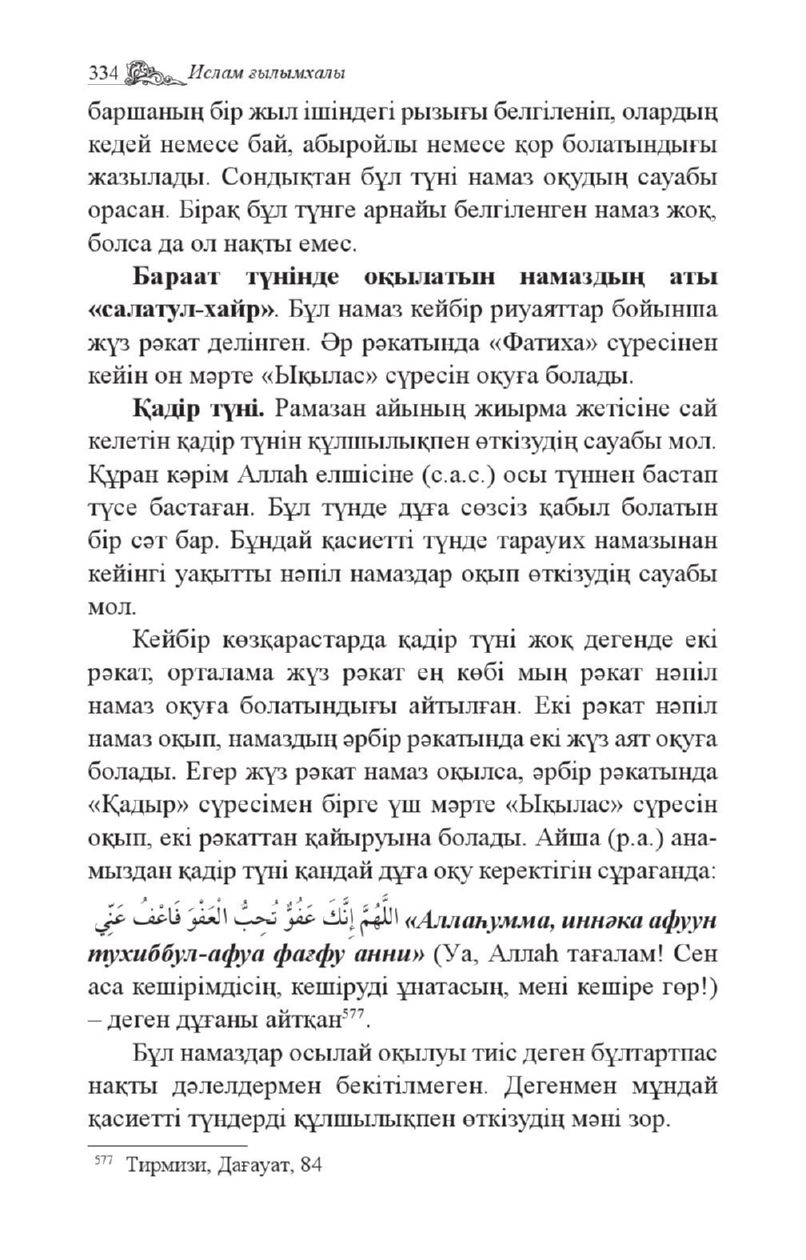 334 Ислам ғылымхалы
баршаның бір жыл ішіндегі рызығы белгіленіп, олардың
кедей немесе бай, абыройлы немесе қор болатындығы
жазылады. Сондықтан бұл түні намаз оқудың сауабы
орасан. Бірақ бұл түнге арнайы белгіленген намаз жоқ,
болса да ол нақты емес.
Бараат түнінде оқылатын намаздың аты
«салатул-хайр». Бұл намаз кейбір риуаяттар бойынша
жүз рәкат делінген. Әр рәкатында «Фатиха» сүресінен
кейін он мәрте «Ықылас» сүресін оқуға болады.
Қадір түні. Рамазан айының жиырма жетісіне сай
келетін қадір түнін құлшылықпен өткізудің сауабы мол.
Құран кәрім Аллаһ елшісіне (с.а.с.) осы түннен бастап
түсе бастаған. Бұл түнде дұға сөзсіз қабыл болатын
бір сәт бар. Бұндай қасиетті түнде тарауих намазынан
кейінгі уақытты нәпіл намаздар оқып өткізудің сауабы
мол.
Кейбір көзқарастарда қадір түні жоқ дегенде екі
рәкат, орталама жүз рәкат ең көбі мың рәкат нәпіл
намаз оқуға болатындығы айтылған. Екі рәкат нәпіл
намаз оқып, намаздың әрбір рәкатында екі жүз аят оқуға
болады. Егер жүз рәкат намаз оқылса, әрбір рәкатында
«Қадыр» сүресімен бірге үш мәрте «Ықылас» сүресін
оқып, екі рәкаттан қайыруына болады. Айша (р.а.) ана-
мыздан қадір түні қандай дұға оқу керектігін сұрағанда:
اللَّهُمَّ إِنَّكَ عَفُوٌّ تُحِبُّ الْعَفْوَ فَاعْفُ عَنِّي «Аллаһумма, иннәка афуун
тухиббул-афуа фағфу анни» (Уа, Аллаһ тағалам! Сен
аса кешірімдісің, кешіруді ұнатасың, мені кешіре гөр!)
– деген дұғаны айтқан⁵⁷⁷.
Бұл намаздар осылай оқылуы тиіс деген бұлтартпас
нақты дәлелдермен бекітілмеген. Дегенмен мұндай
қасиетті түндерді құлшылықпен өткізудің мәні зор.
⁵⁷⁷ Тирмизи, Дағауат, 84